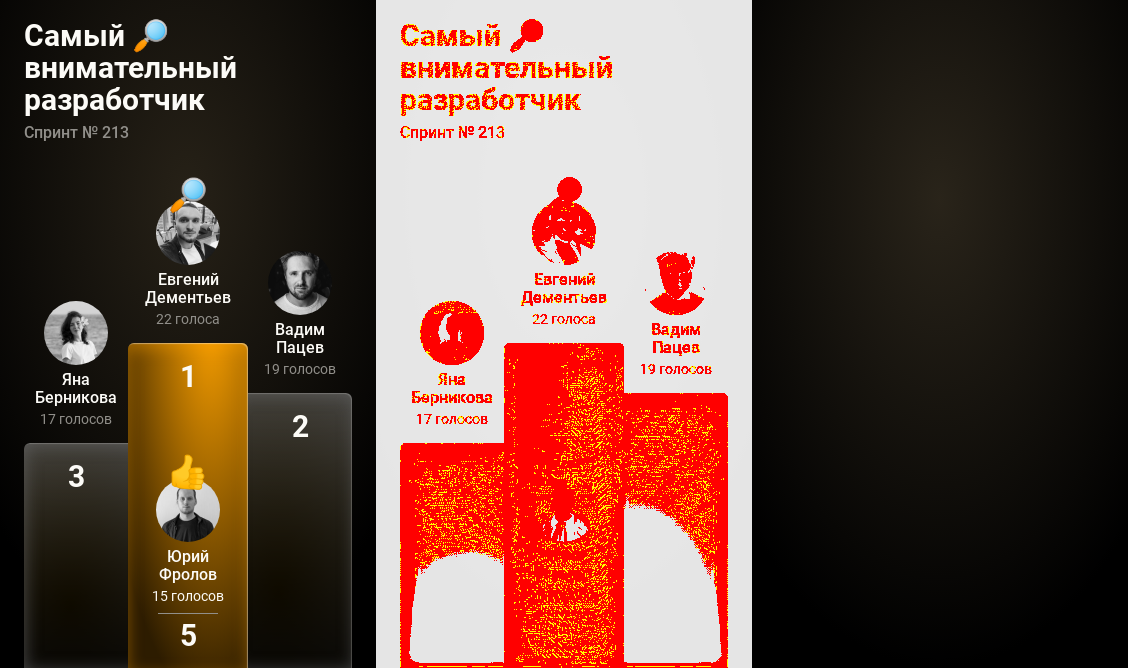 Самый 🔎
внимательный
разработчик
Спринт № 213
Евгений
Дементьев
22 голоса
Вадим
Пацев
19 голосов
Яна
Берникова
17 голосов
1
2
3
Юрий
Фролов
15 голосов
5
Самый
внимательный
разработчик
Спринт № 213
Евгений
Дементьев
22 голоса
Вадим
Пацев
19 голосов
Яна
Берникова
17 голосов